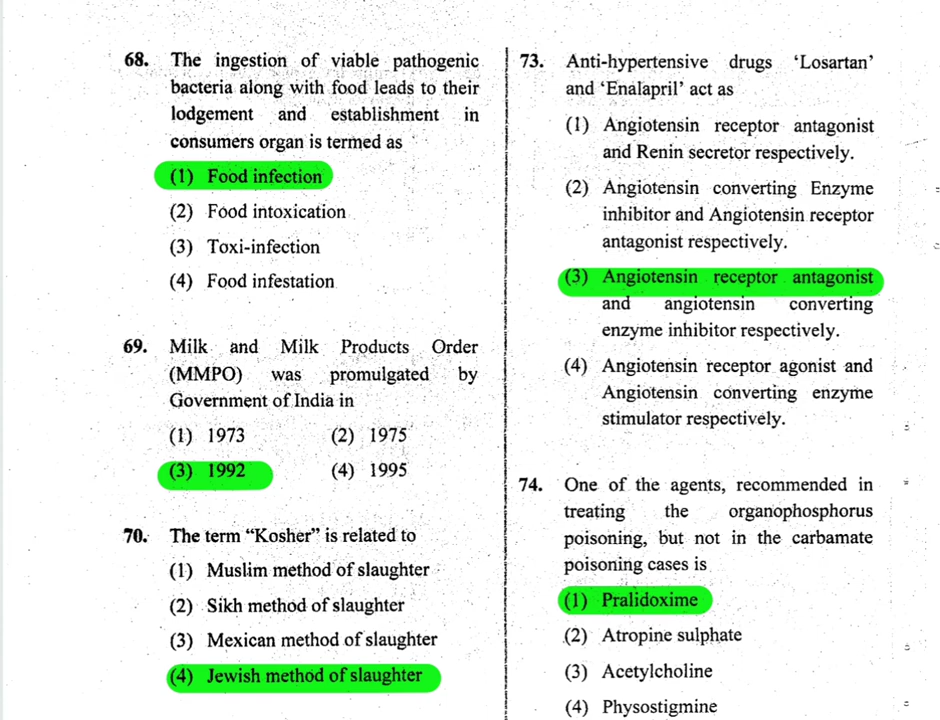 68. The ingestion of viable pathogenic
bacteria along with food leads to their
lodgement and establishment in
consumers organ is termed as
(1) Food infection
(2) Food intoxication
(3) Toxi-infection
(4) Food infestation
69. Milk and Milk Products Order
(MMPO) was promulgated by
Government of India in
(1) 1973 (2) 1975
(3) 1992 (4) 1995
70. The term “Kosher” is related to
(1) Muslim method of slaughter
(2) Sikh method of slaughter
(3) Mexican method of slaughter
(4) Jewish method of slaughter
73. Anti-hypertensive drugs ‘Losartan’
and ‘Enalapril’ act as
(1) Angiotensin receptor antagonist
and Renin secretor respectively.
(2) Angiotensin converting Enzyme
inhibitor and Angiotensin receptor
antagonist respectively.
(3) Angiotensin receptor antagonist
and angiotensin converting
enzyme inhibitor respectively.
(4) Angiotensin receptor agonist and
Angiotensin converting enzyme
stimulator respectively.
74. One of the agents, recommended in
treating the organophosphorus
poisoning, but not in the carbamate
poisoning cases is
(1) Pralidoxime
(2) Atropine sulphate
(3) Acetylcholine
(4) Physostigmine